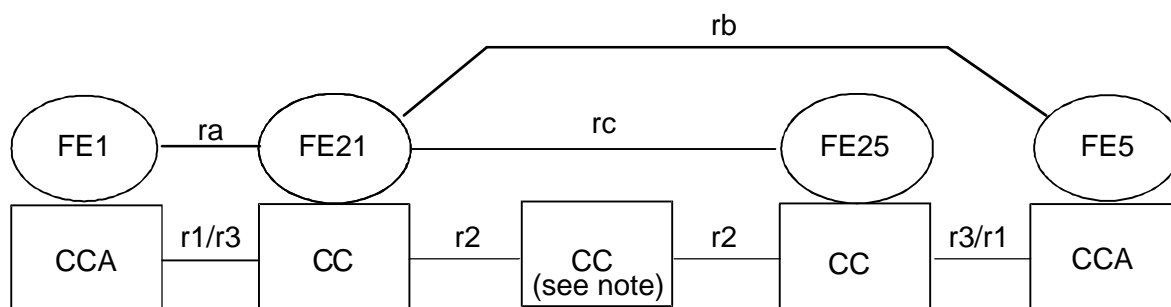 rb
ra
rc
FE1
FE21
FE25
FE5
r1/r3
r2
r2
r3/r1
CCA
CC
CC
(see note)
CC
CCA